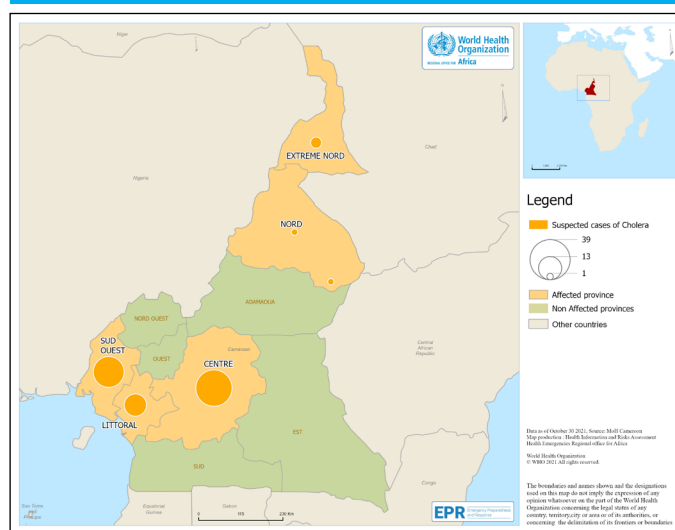 Niger
World Health
Organization
REGIONAL OFFICE FOR Africa
EXTREME NORD
Chad
Nigeria
NORD
ADAMAOUA
NORD OUEST
SUD
OUEST
OUEST
Cameroon
CENTRE
Central
African
Republic
LITTORAL
EST
SUD
Sao Tome
and Principe
Equatorial
Guinea
Gabon
Congo
0 115 230 Km
EPR Emergency Preparedness
and Response
Legend
Suspected cases of Cholera
39
13
1
Affected province
Non Affected provinces
Other countries
Data as of October 30 2021; Source: MoH Cameroon
Map production : Health Information and Risks Assessment
Health Emergencies Regional office for Africa
World Health Organization
© WHO 2021 All rights reserved.
The boundaries and names shown and the designations
used on this map do not imply the expression of any
opinion whatsoever on the part of the World Health
Organization concerning the legal status of any
country, territory,city or area or of its authorities, or
concerning the delimitation of its frontiers or boundaries